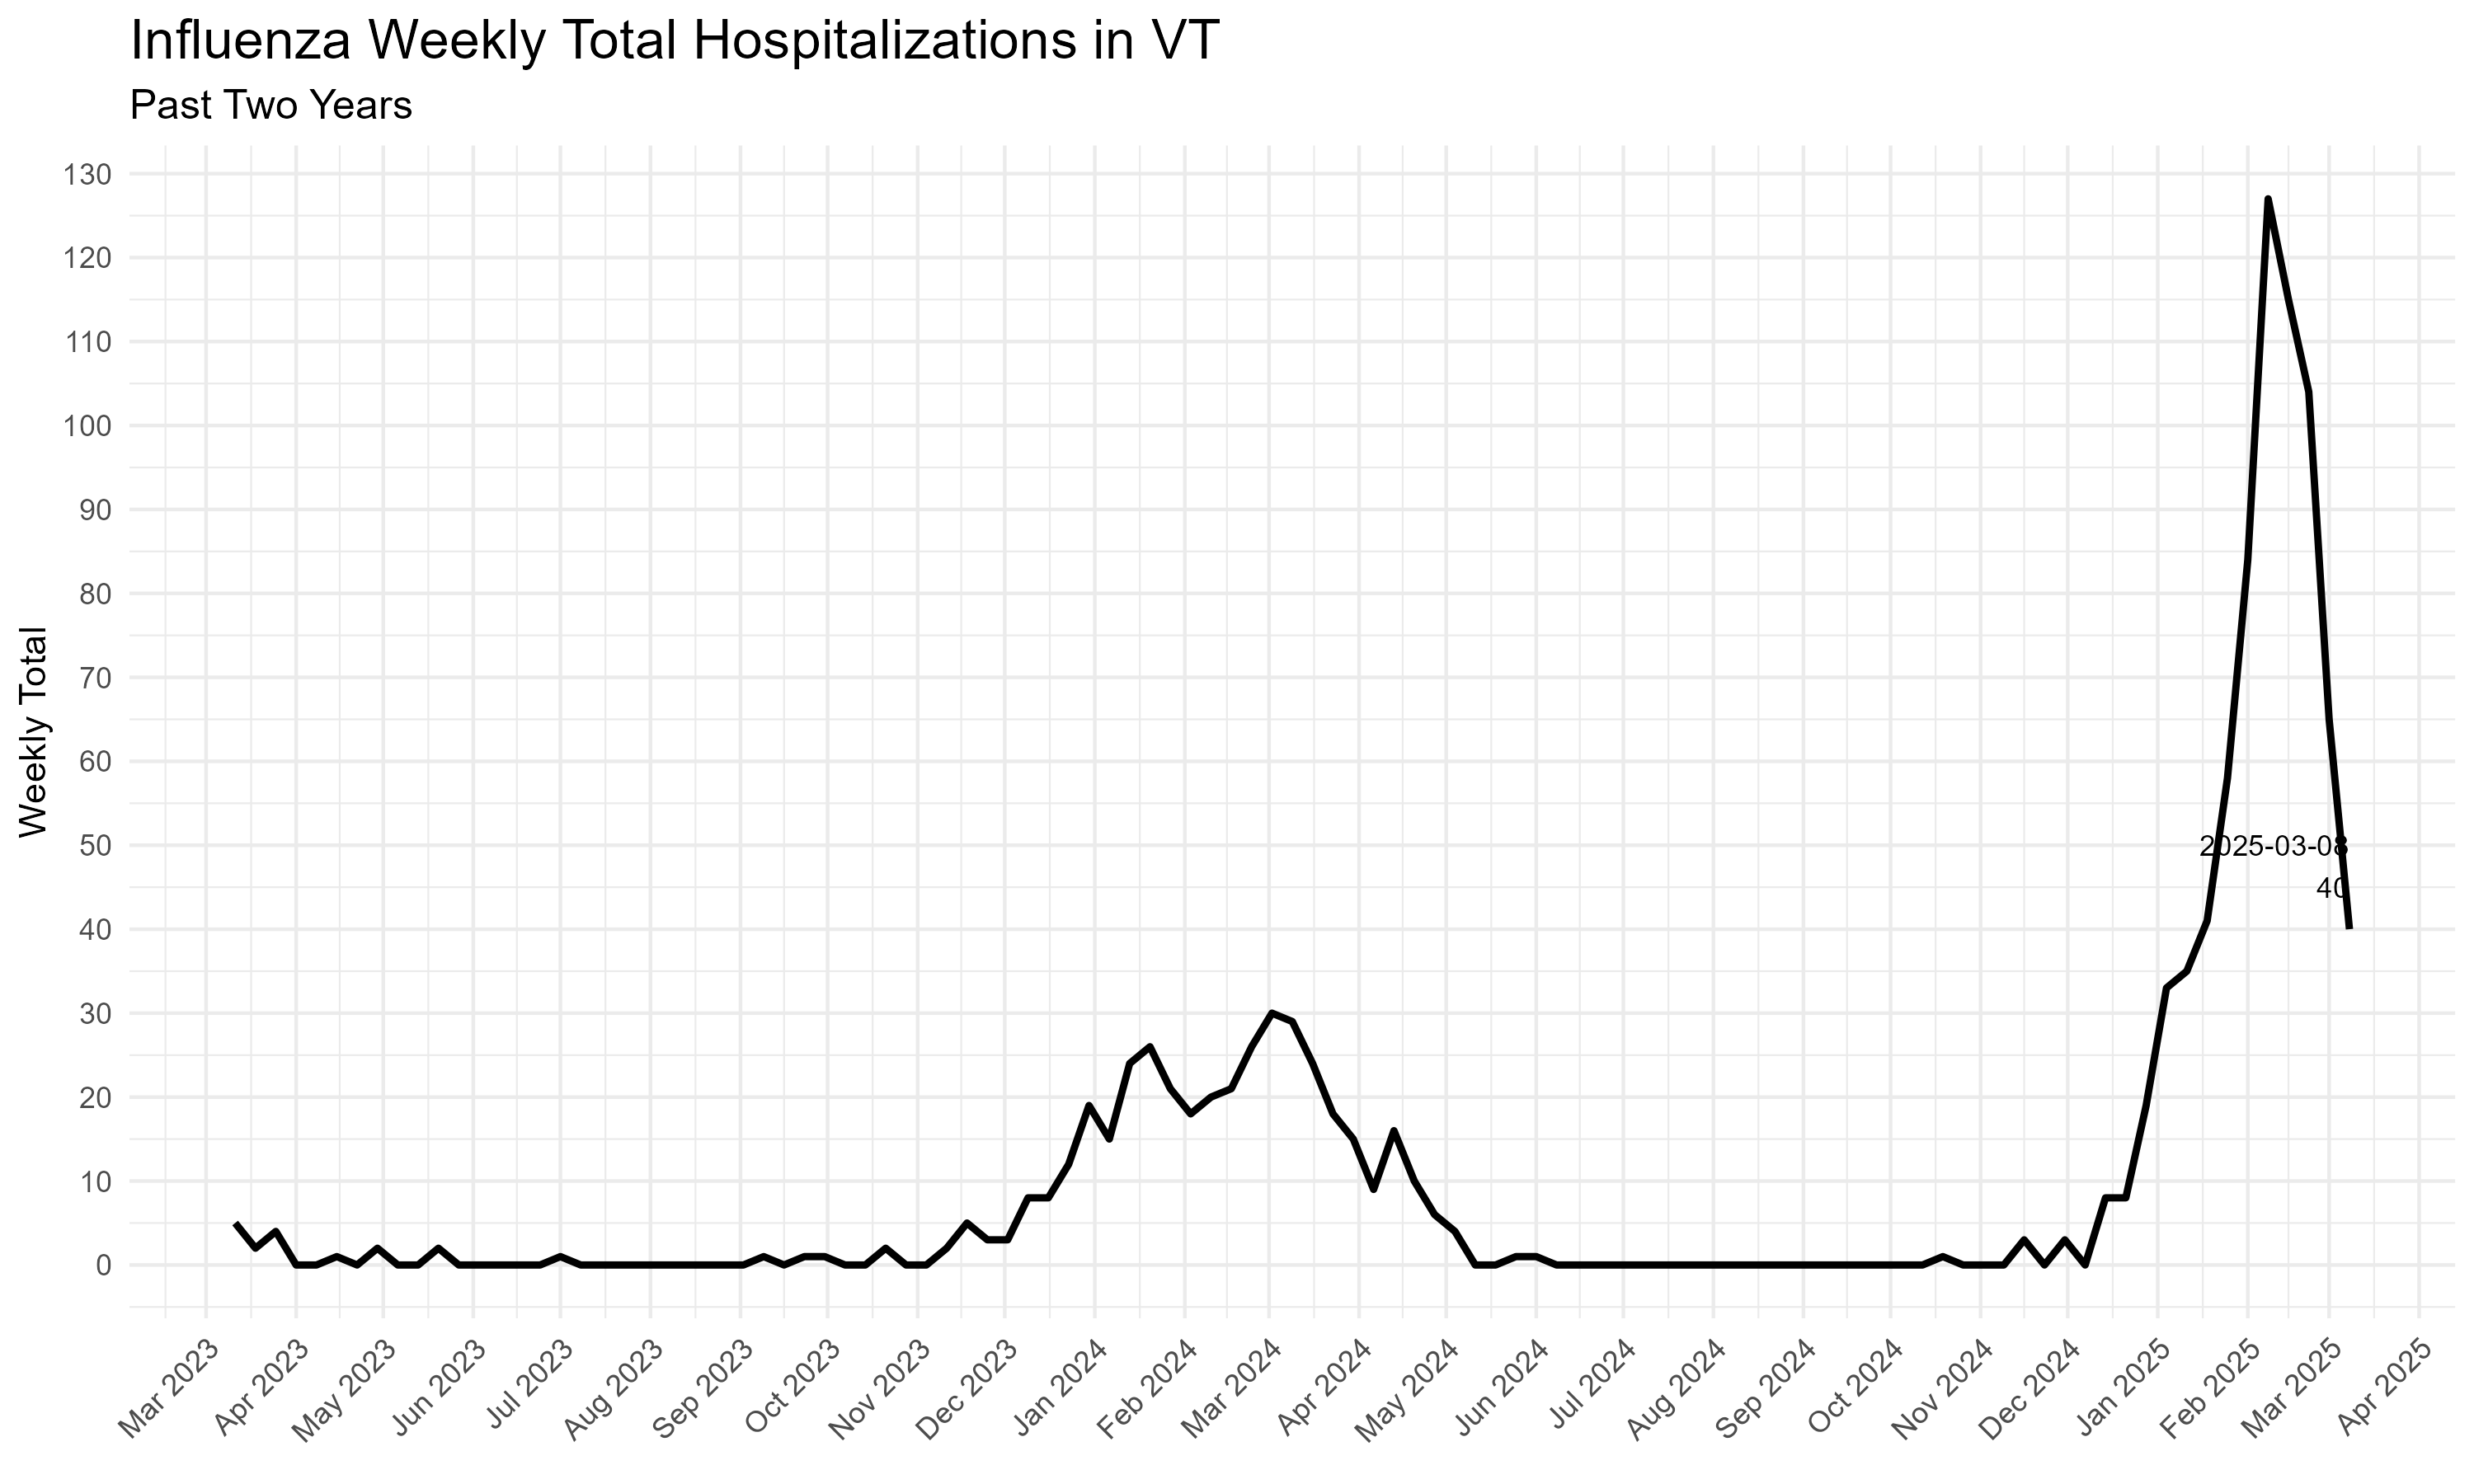 Influenza Weekly Total Hospitalizations in VT
Past Two Years
Weekly Total
130
120
110
100
90
80
70
60
50
40
30
20
10
0
2025-03-08
40
Mar 2023
Apr 2023
May 2023
Jun 2023
Jul 2023
Aug 2023
Sep 2023
Oct 2023
Nov 2023
Dec 2023
Jan 2024
Feb 2024
Mar 2024
Apr 2024
May 2024
Jun 2024
Jul 2024
Aug 2024
Sep 2024
Oct 2024
Nov 2024
Dec 2024
Jan 2025
Feb 2025
Mar 2025
Apr 2025